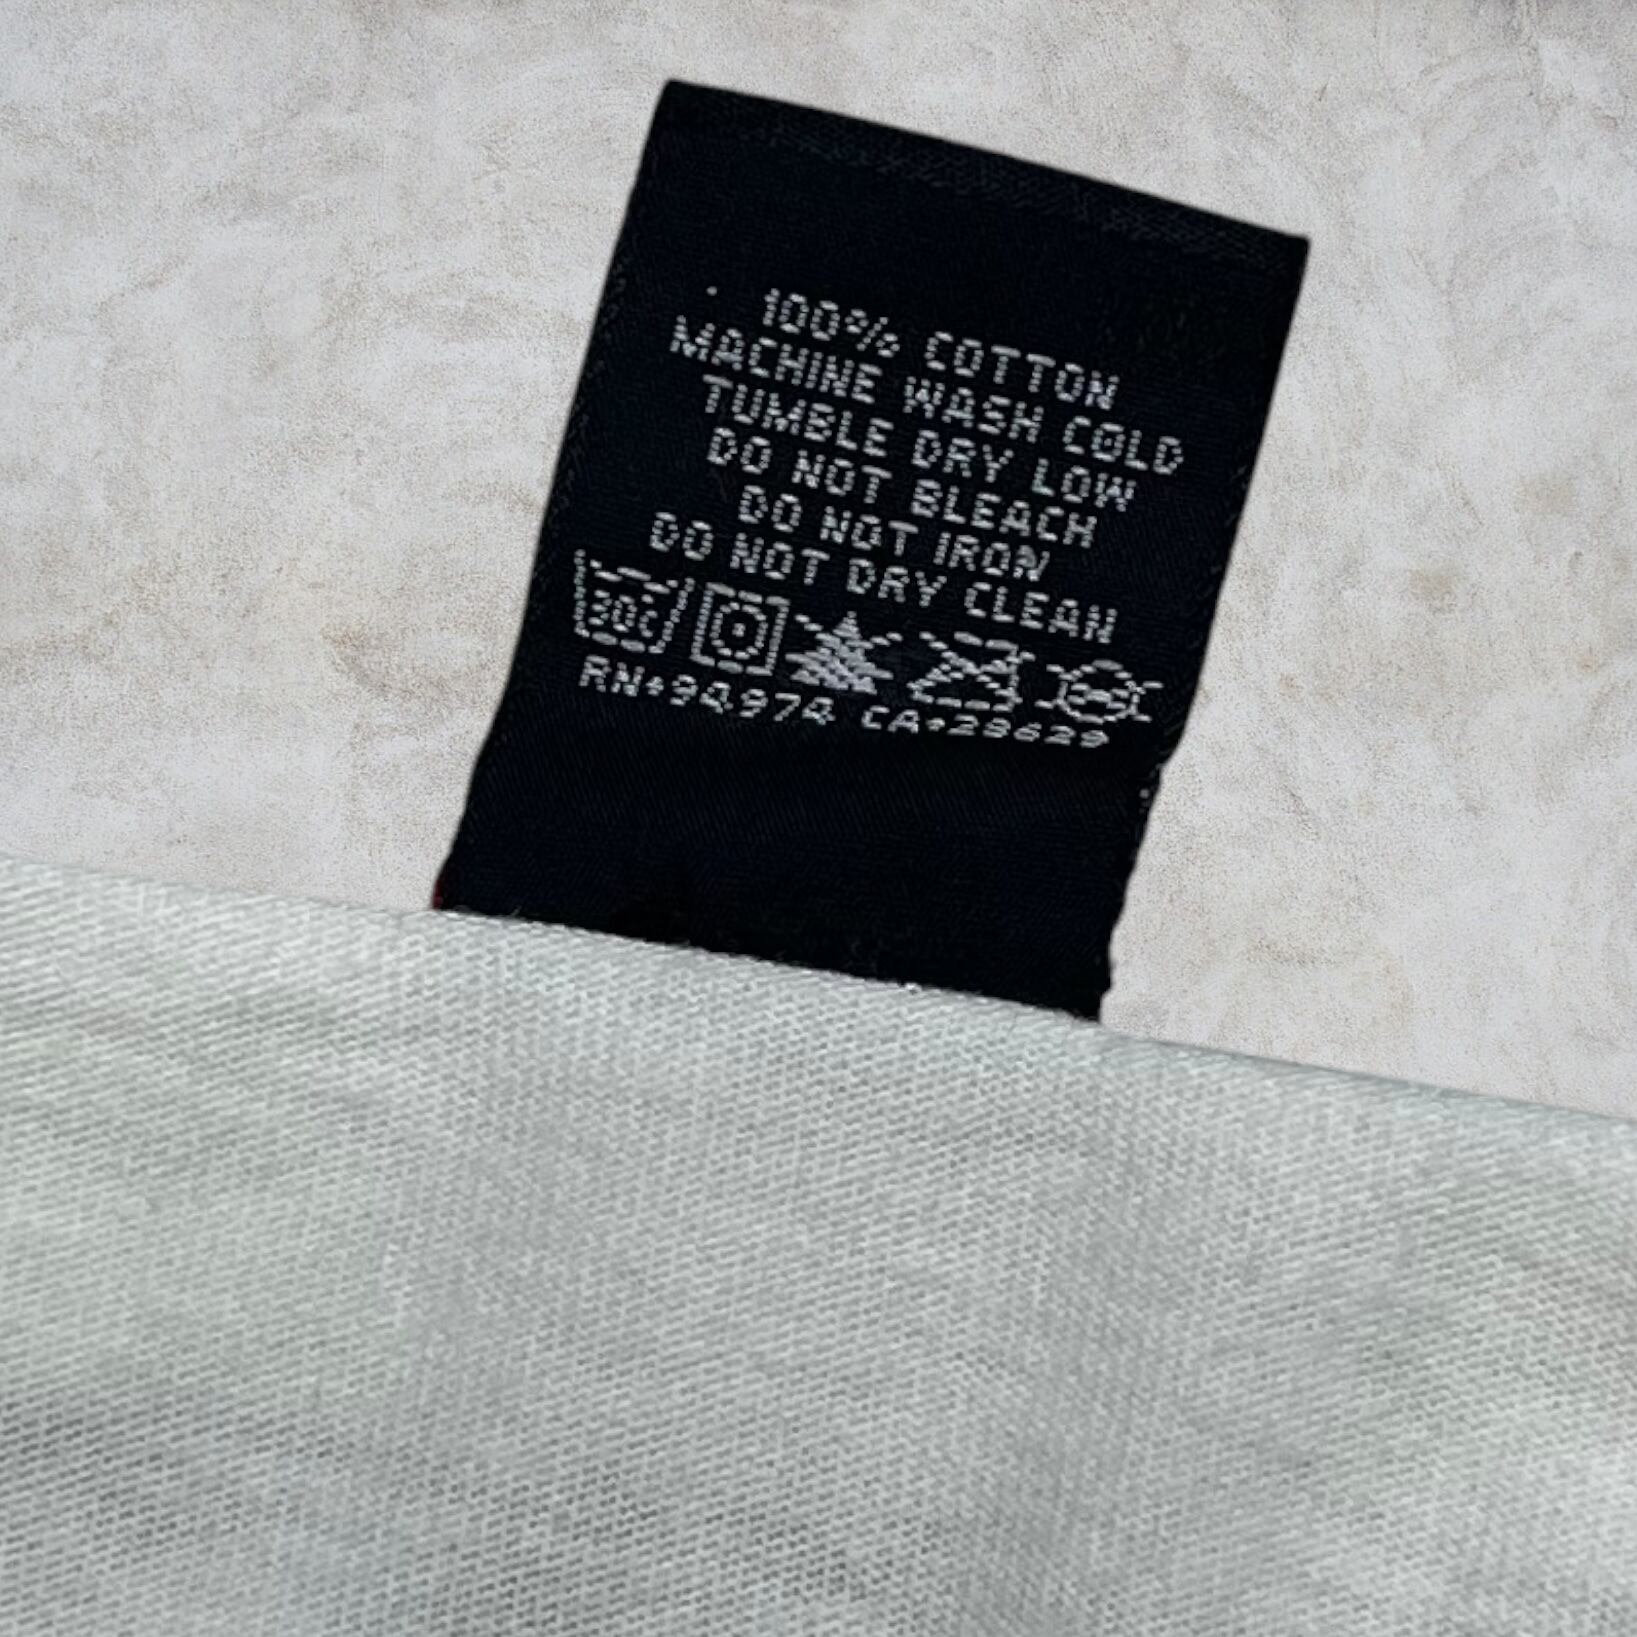 100% COTTON
MACHINE WASH COLD
TUMBLE DRY LOW
DO NOT BLEACH
DO NOT IRON
DO NOT DRY CLEAN
30C
RN+94974 CA+28629